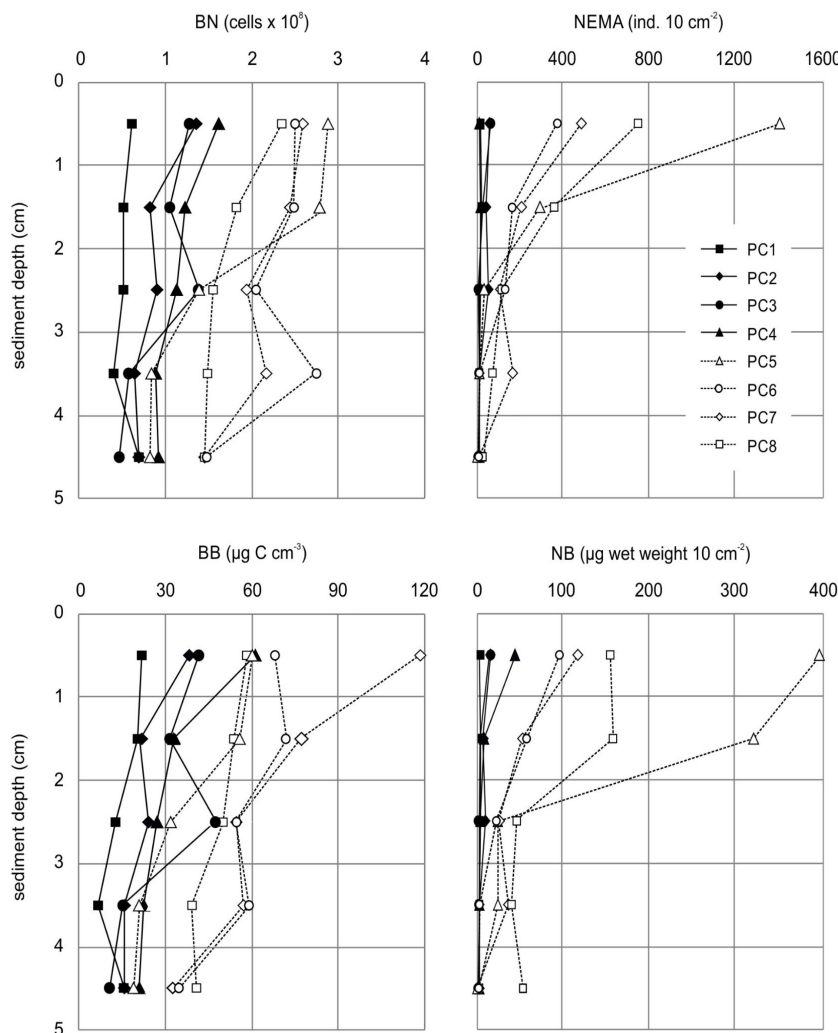 BN (cells x 10⁸)
0 1 2 3 4
NEMA (ind. 10 cm⁻²)
0 400 800 1200 1600
sediment depth (cm)
0
1
2
3
4
5
PC1
PC2
PC3
PC4
PC5
PC6
PC7
PC8
BB (µg C cm⁻³)
0 30 60 90 120
NB (µg wet weight 10 cm⁻²)
0 100 200 300 400
sediment depth (cm)
0
1
2
3
4
5